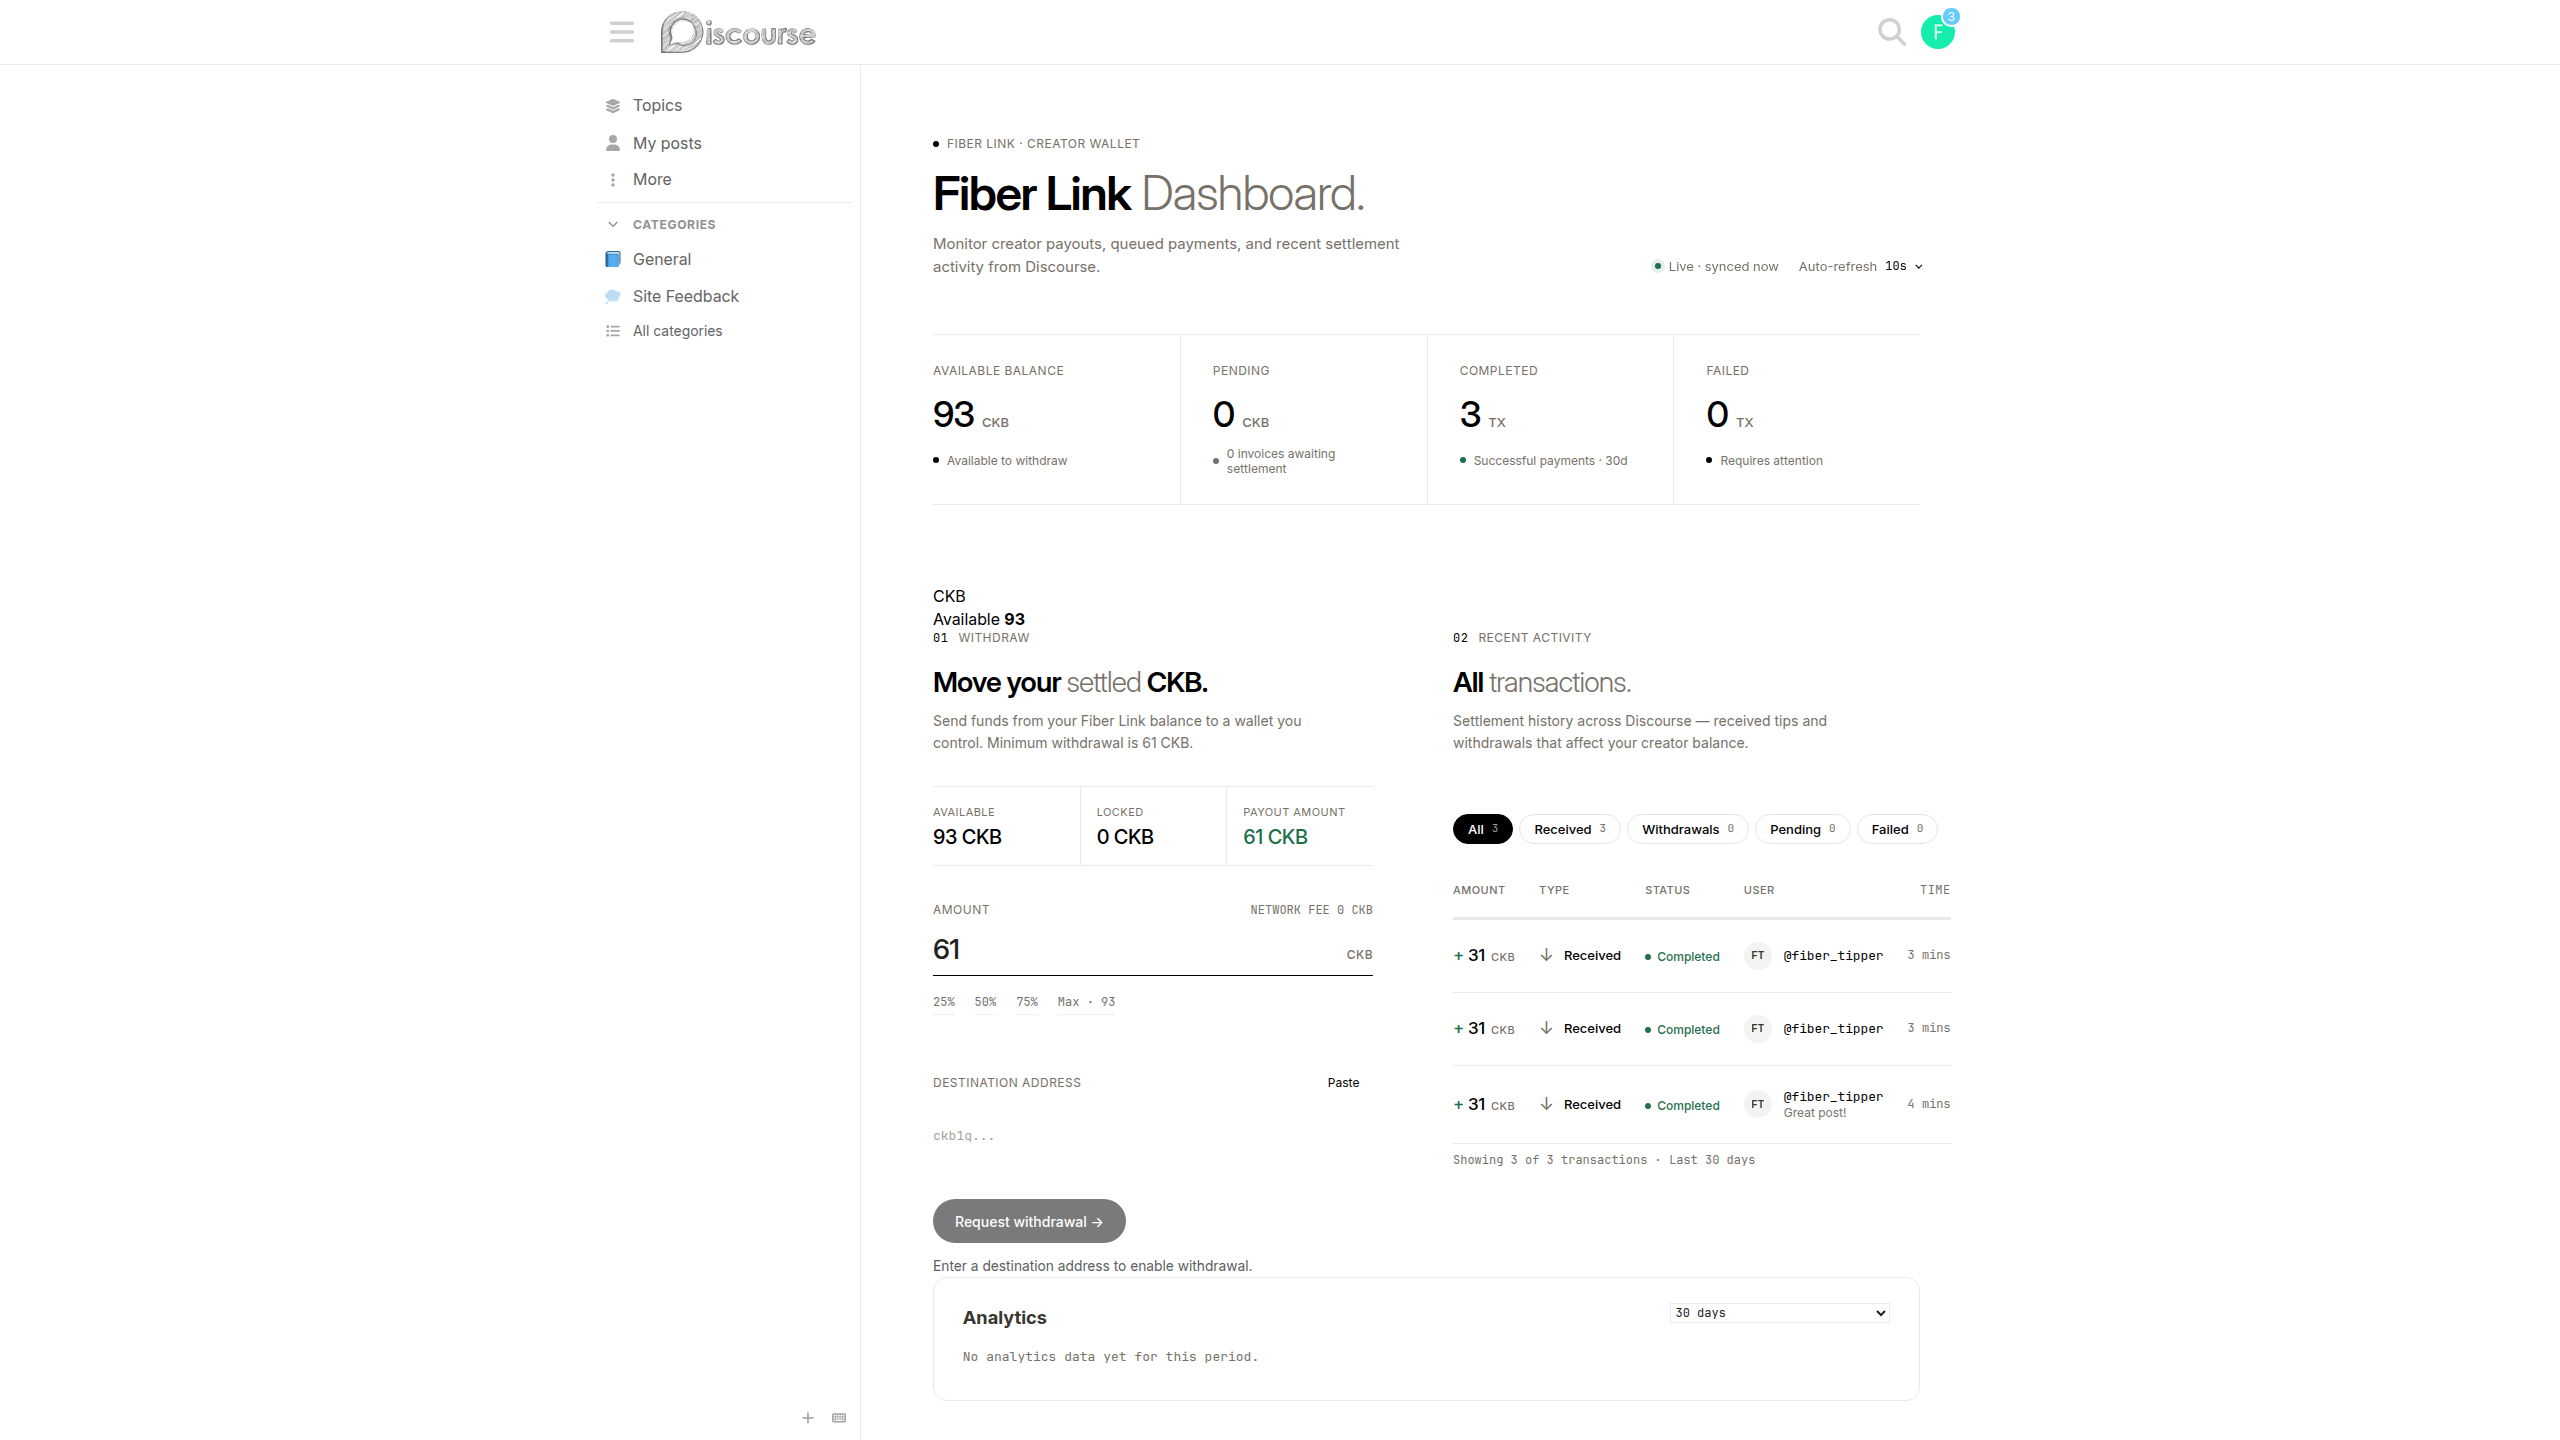 Discourse
F
3
Topics
My posts
More
CATEGORIES
General
Site Feedback
All categories
FIBER LINK · CREATOR WALLET
Fiber Link Dashboard.
Monitor creator payouts, queued payments, and recent settlement
activity from Discourse.
Live · synced now Auto-refresh 10s
AVAILABLE BALANCE
93 CKB
Available to withdraw
PENDING
0 CKB
0 invoices awaiting
settlement
COMPLETED
3 TX
Successful payments · 30d
FAILED
0 TX
Requires attention
CKB
Available 93
01 WITHDRAW
Move your settled CKB.
Send funds from your Fiber Link balance to a wallet you
control. Minimum withdrawal is 61 CKB.
AVAILABLE
93 CKB
LOCKED
0 CKB
PAYOUT AMOUNT
61 CKB
AMOUNT NETWORK FEE 0 CKB
61 CKB
25% 50% 75% Max · 93
DESTINATION ADDRESS Paste
ckb1q...
Request withdrawal →
Enter a destination address to enable withdrawal.
02 RECENT ACTIVITY
All transactions.
Settlement history across Discourse — received tips and
withdrawals that affect your creator balance.
All 3 Received 3 Withdrawals 0 Pending 0 Failed 0
AMOUNT TYPE STATUS USER TIME
+ 31 CKB ↓ Received Completed FT @fiber_tipper 3 mins
+ 31 CKB ↓ Received Completed FT @fiber_tipper 3 mins
+ 31 CKB ↓ Received Completed FT @fiber_tipper 4 mins
Great post!
Showing 3 of 3 transactions · Last 30 days
Analytics 30 days
No analytics data yet for this period.